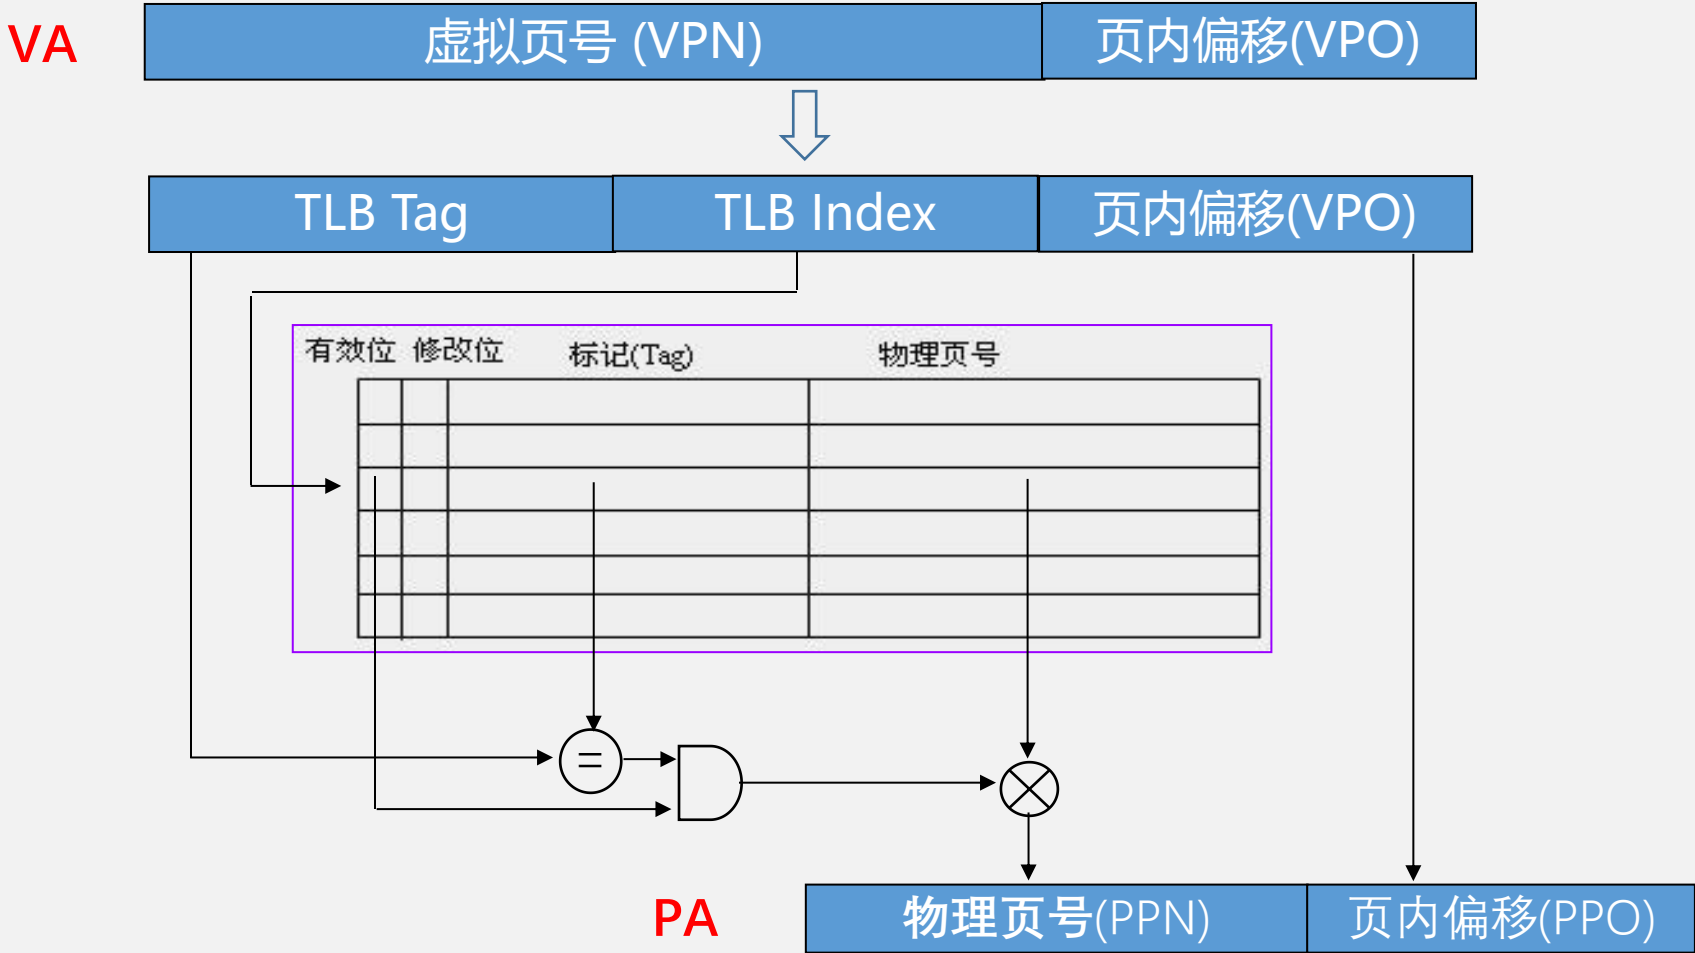 VA 虚拟页号 (VPN) 页内偏移(VPO)
TLB Tag TLB Index 页内偏移(VPO)
有效位 修改位 标记(Tag) 物理页号
=
PA 物理页号(PPN) 页内偏移(PPO)